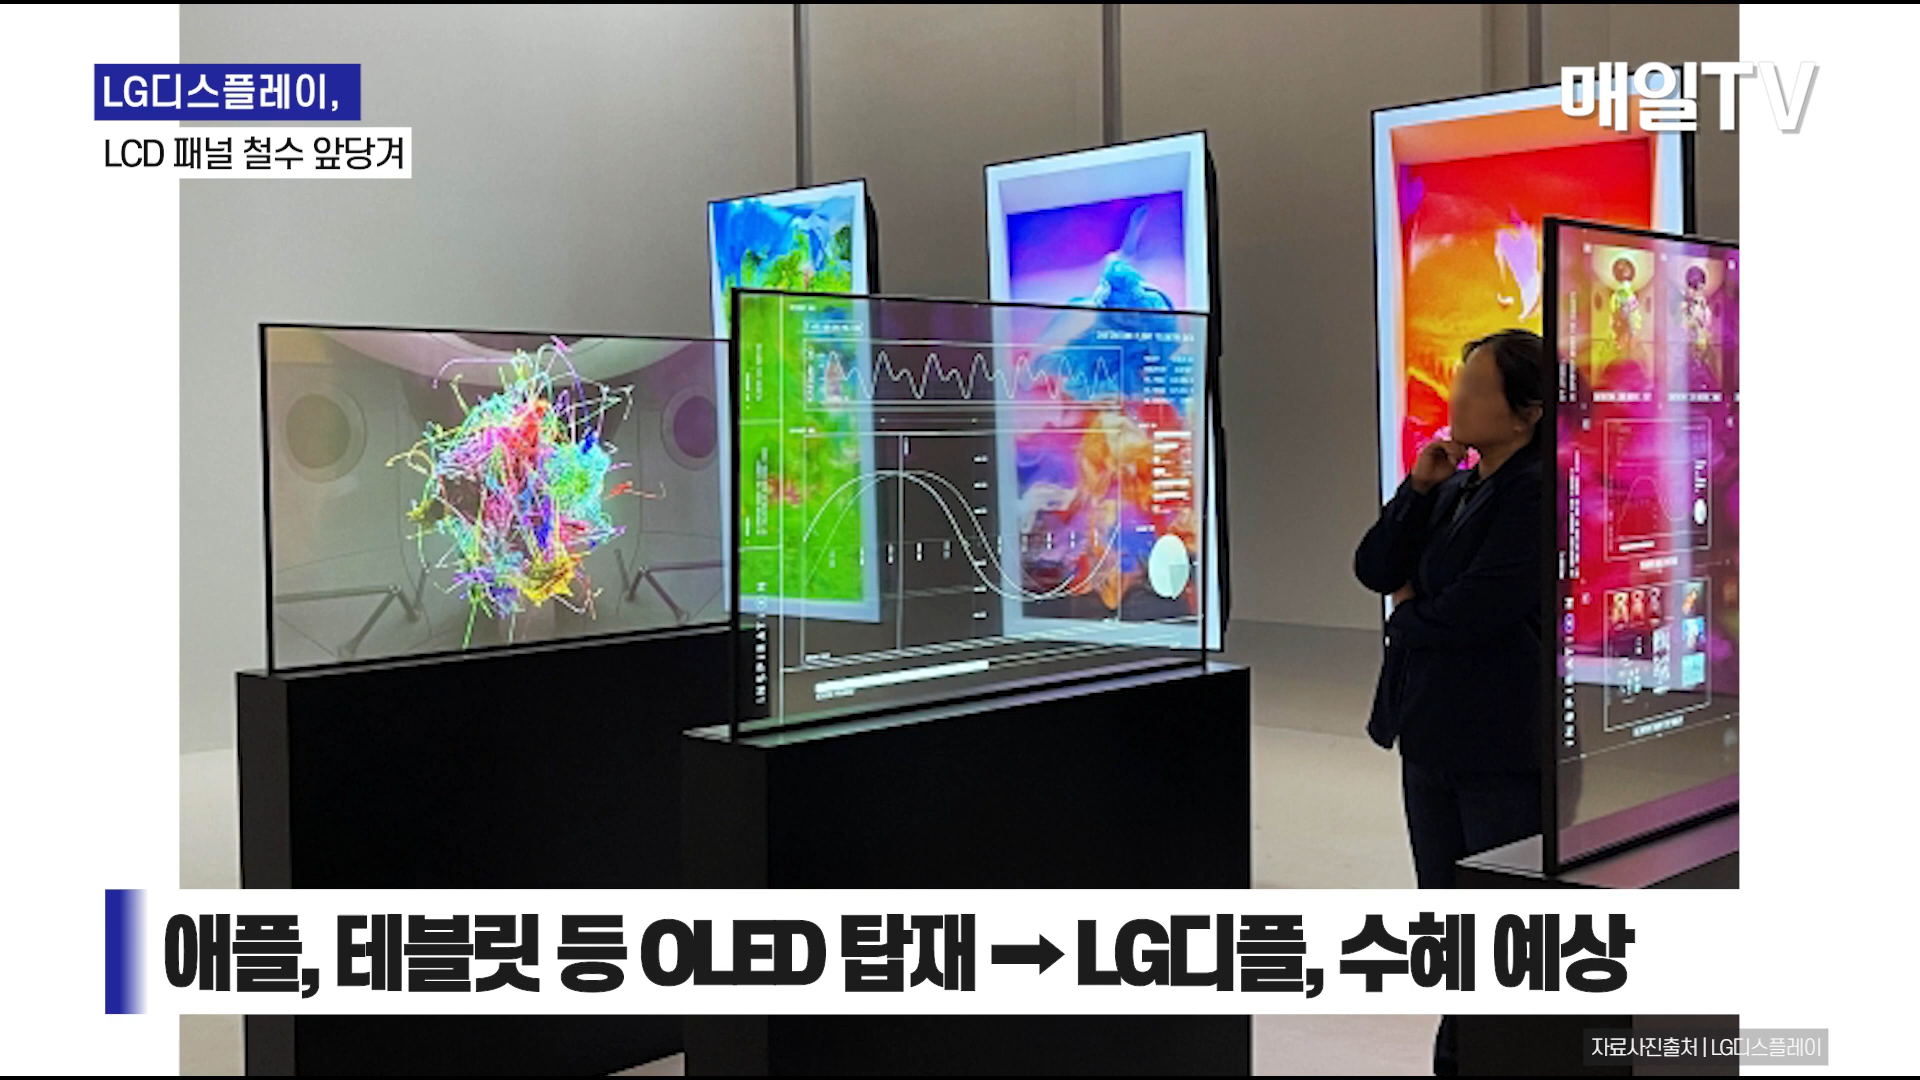 LG디스플레이,
LCD 패널 철수 앞당겨
매일TV
INSPIRATION
애플, 테블릿 등 OLED 탑재 → LG디플, 수혜 예상
자료사진출처 | LG디스플레이